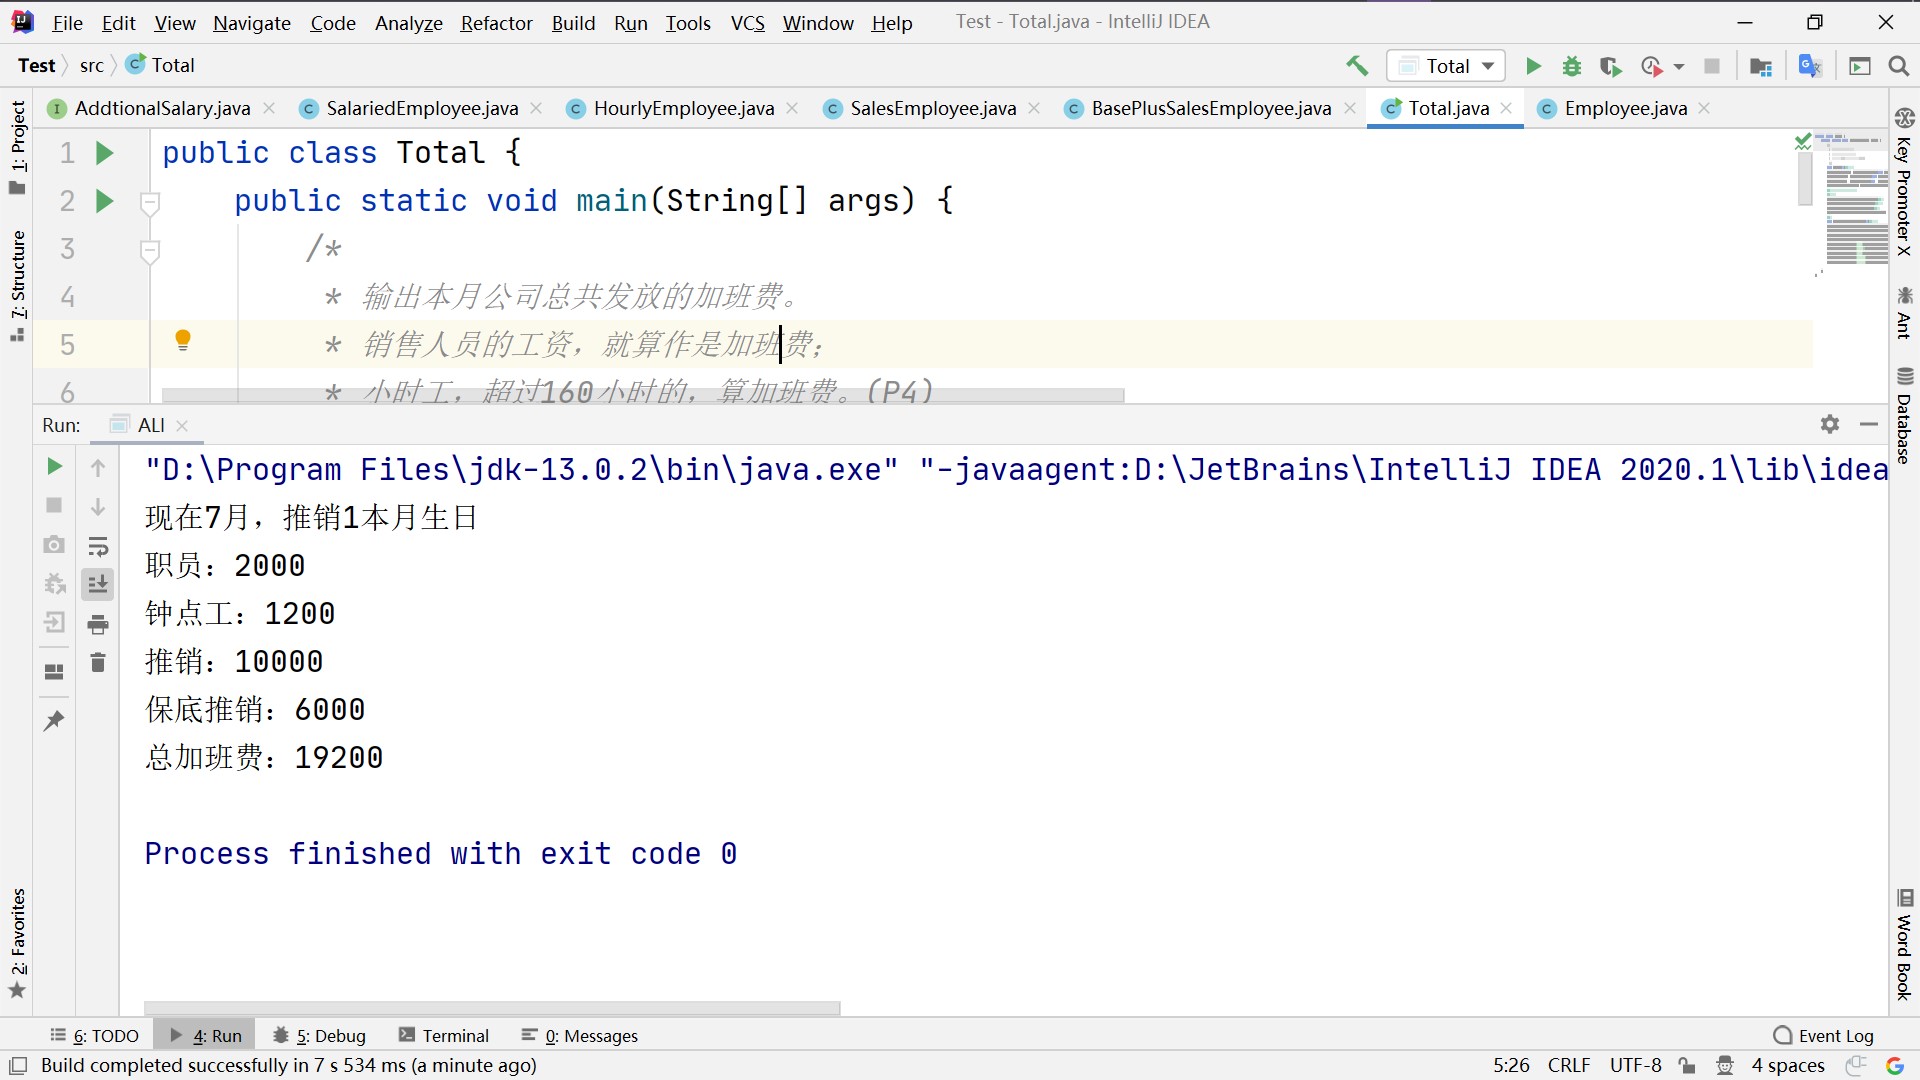 File Edit View Navigate Code Analyze Refactor Build Run Tools VCS Window Help Test - Total.java - IntelliJ IDEA
Test src Total Total
AddtionalSalary.java SalariedEmployee.java HourlyEmployee.java SalesEmployee.java BasePlusSalesEmployee.java Total.java Employee.java
1 public class Total {
2 public static void main(String[] args) {
3 /*
4 * 输出本月公司总共发放的加班费。
5 * 销售人员的工资，就算作是加班费；
6 * 小时工，超过160小时的，算加班费。(P4)
Run: ALI
"D:\Program Files\jdk-13.0.2\bin\java.exe" "-javaagent:D:\JetBrains\IntelliJ IDEA 2020.1\lib\idea
现在7月，推销1本月生日
职员：2000
钟点工：1200
推销：10000
保底推销：6000
总加班费：19200
Process finished with exit code 0
1: Project
7: Structure
2: Favorites
Key Promoter X
Ant
Database
Word Book
6: TODO 4: Run 5: Debug Terminal 0: Messages Event Log
Build completed successfully in 7 s 534 ms (a minute ago) 5:26 CRLF UTF-8 4 spaces